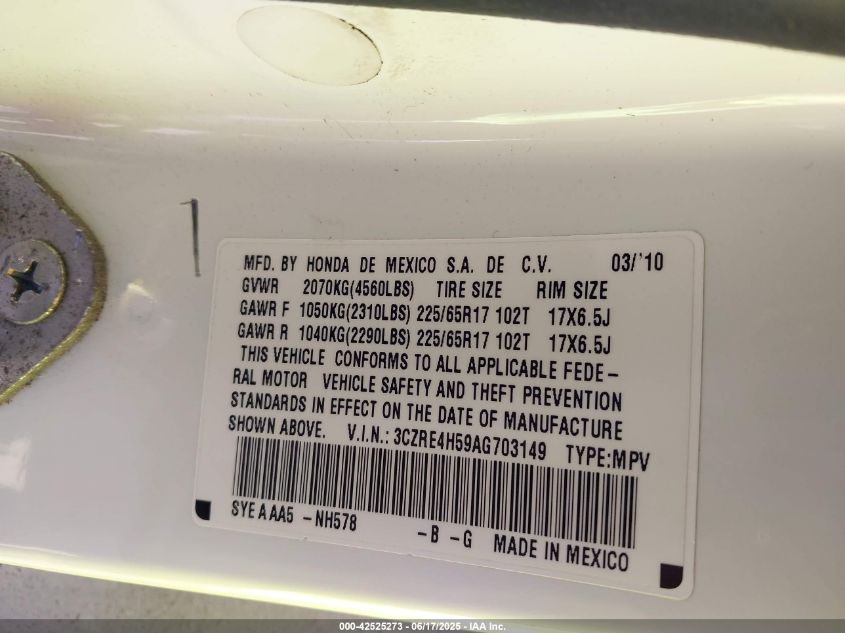 MFD. BY HONDA DE MEXICO S.A. DE C.V. 03/'10
GVWR 2070KG(4560LBS) TIRE SIZE RIM SIZE
GAWR F 1050KG(2310LBS) 225/65R17 102T 17X6.5J
GAWR R 1040KG(2290LBS) 225/65R17 102T 17X6.5J
THIS VEHICLE CONFORMS TO ALL APPLICABLE FEDE-
RAL MOTOR VEHICLE SAFETY AND THEFT PREVENTION
STANDARDS IN EFFECT ON THE DATE OF MANUFACTURE
SHOWN ABOVE. V.I.N.: 3CZRE4H59AG703149 TYPE:MPV
SYE A AA5 -NH578 -B -G MADE IN MEXICO
000-42525273 - 06/17/2025 - IAA Inc.